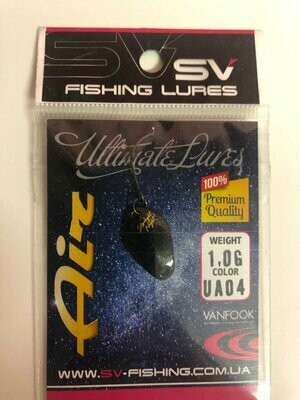 SV SV
FISHING LURES
Ultimate Lures
100%
Premium
Quality
Air
WEIGHT
1.0G
COLOR
UA04
VANFOOK
WWW.SV-FISHING.COM.UA